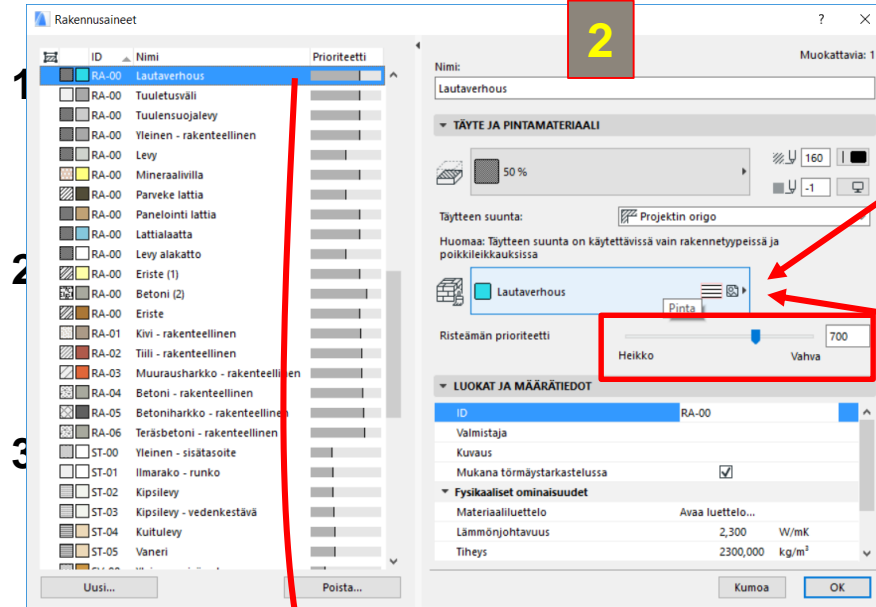 Rakennusaineet
? ×
2
1
2
3
ID Nimi Prioriteetti
RA-00 Lautaverhous
RA-00 Tuuletusväli
RA-00 Tuulensuojalevy
RA-00 Yleinen - rakenteellinen
RA-00 Levy
RA-00 Mineraalivilla
RA-00 Parveke lattia
RA-00 Panelointi lattia
RA-00 Lattialaatta
RA-00 Levy alakatto
RA-00 Eriste (1)
RA-00 Betoni (2)
RA-00 Eriste
RA-01 Kivi - rakenteellinen
RA-02 Tiili - rakenteellinen
RA-03 Muurausharkko - rakenteellinen
RA-04 Betoni - rakenteellinen
RA-05 Betoniharkko - rakenteellinen
RA-06 Teräsbetoni - rakenteellinen
ST-00 Yleinen - sisätasoite
ST-01 Ilmarako - runko
ST-02 Kipsilevy
ST-03 Kipsilevy - vedenkestävä
ST-04 Kuitulevy
ST-05 Vaneri
Uusi... Poista...
Muokattavia: 1
Nimi:
Lautaverhous
TÄYTE JA PINTAMATERIAALI
50 %
160
-1
Täytteen suunta: Projektin origo
Huomaa: Täytteen suunta on käytettävissä vain rakennetyypeissä ja
poikkileikkauksissa
Lautaverhous
Pinta
Risteämän prioriteetti 700
Heikko Vahva
LUOKAT JA MÄÄRÄTIEDOT
ID RA-00
Valmistaja
Kuvaus
Mukana törmäystarkastelussa
Fysikaaliset ominaisuudet
Materiaaliluettelo Avaa luettelo...
Lämmönjohtavuus 2,300 W/mK
Tiheys 2300,000 kg/m³
Kumoa OK